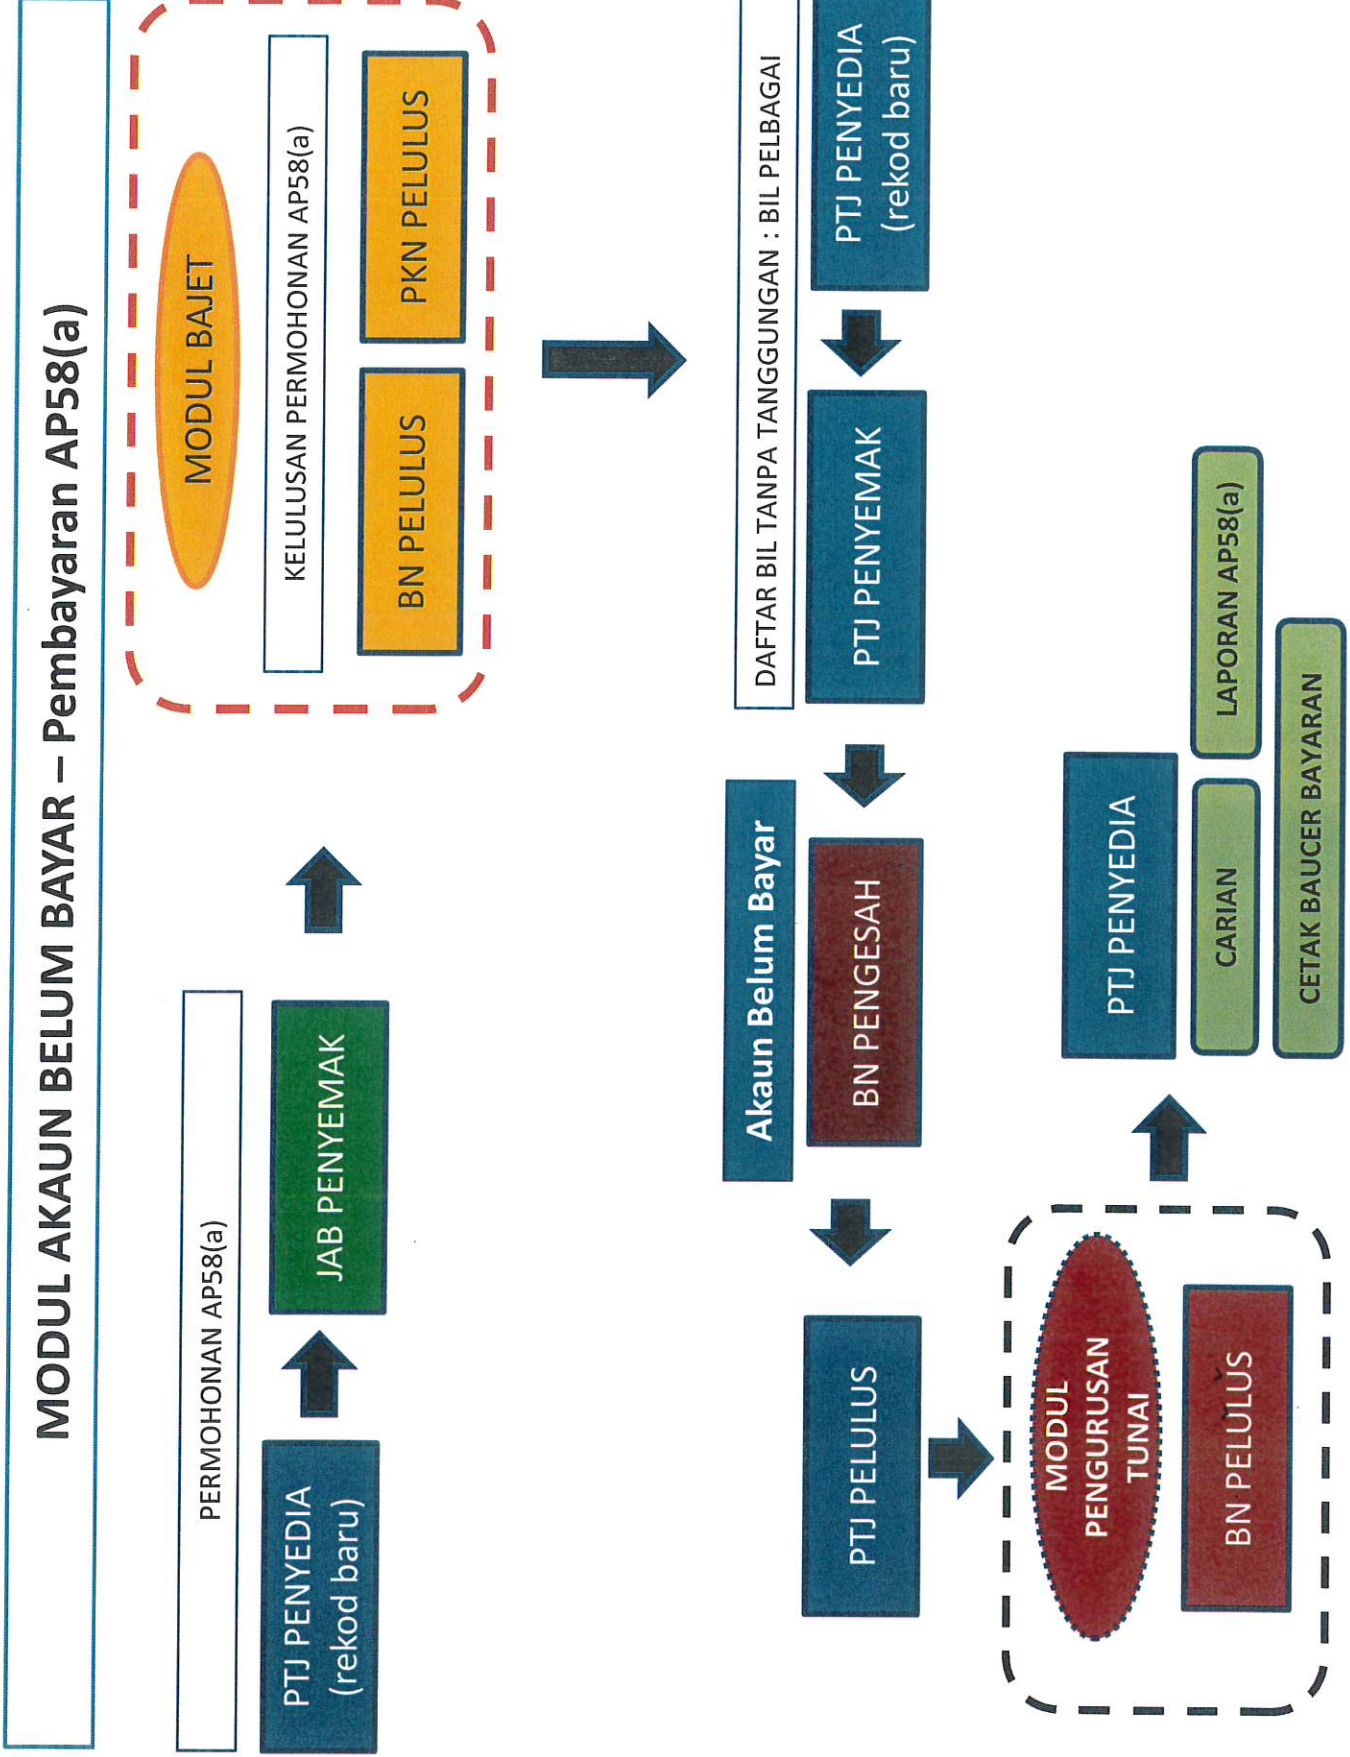 MODUL AKAUN BELUM BAYAR – Pembayaran AP58(a)
PERMOHONAN AP58(a)
PTJ PENYEDIA
(rekod baru)
JAB PENYEMAK
MODUL BAJET
KELULUSAN PERMOHONAN AP58(a)
BN PELULUS
PKN PELULUS
DAFTAR BIL TANPA TANGGUNGAN : BIL PELBAGAI
PTJ PENYEDIA
(rekod baru)
PTJ PENYEMAK
Akaun Belum Bayar
BN PENGESAH
PTJ PELULUS
MODUL
PENGURUSAN
TUNAI
BN PELULUS
PTJ PENYEDIA
CARIAN
LAPORAN AP58(a)
CETAK BAUCER BAYARAN